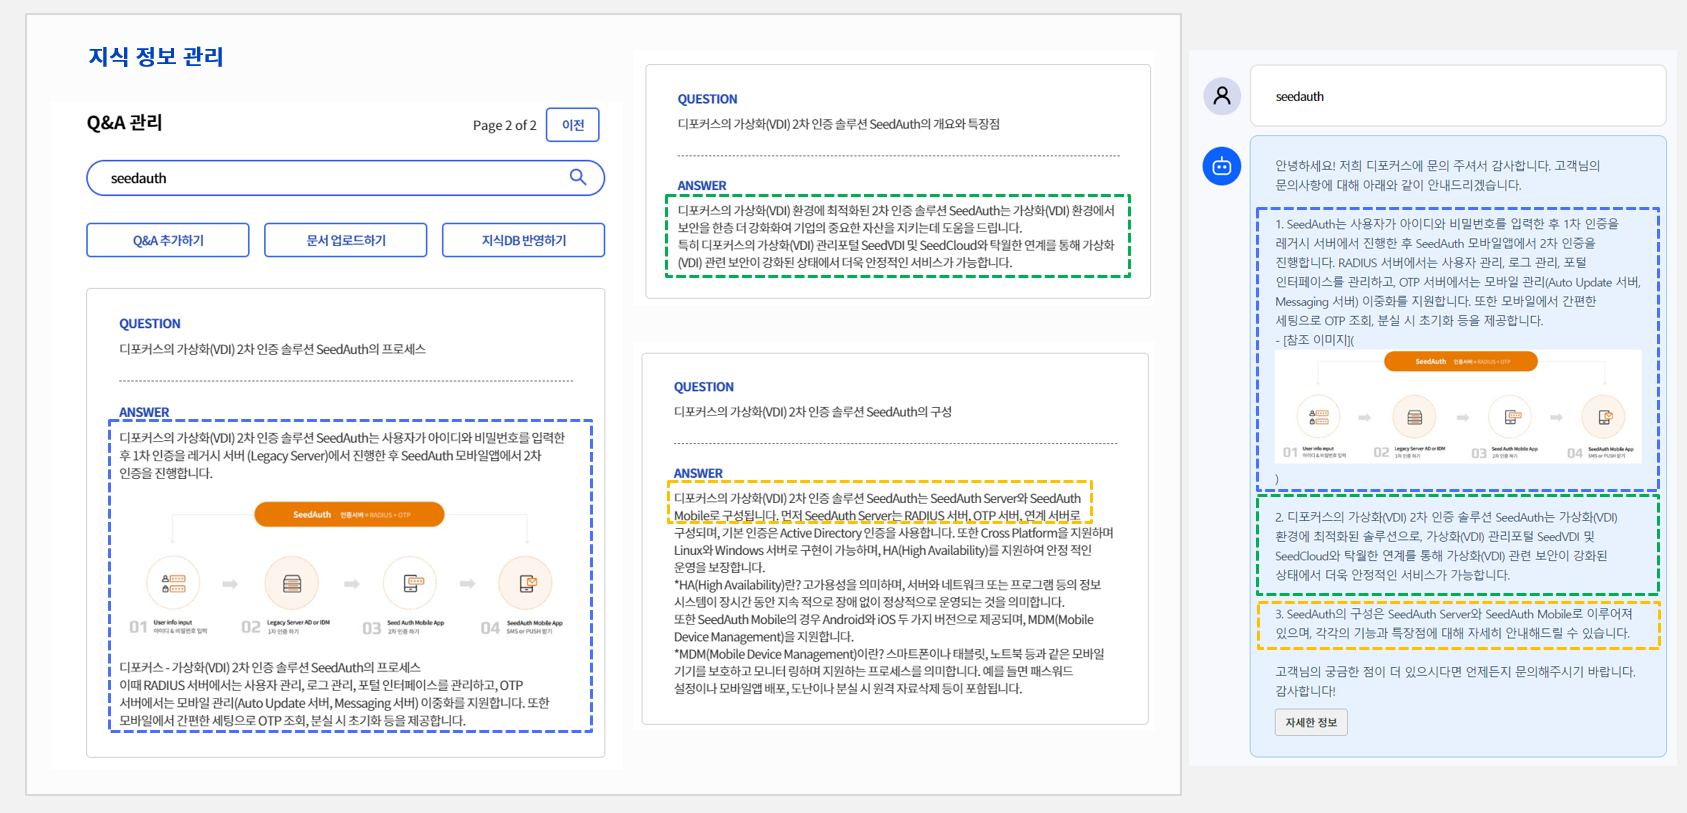 지식 정보 관리
Q&A 관리
Page 2 of 2
이전
seedauth
Q&A 추가하기
문서 업로드하기
지식DB 반영하기
QUESTION
디포커스의 가상화(VDI) 2차 인증 솔루션 SeedAuth의 프로세스
ANSWER
디포커스의 가상화(VDI) 2차 인증 솔루션 SeedAuth는 사용자가 아이디와 비밀번호를 입력한
후 1차 인증을 레거시 서버 (Legacy Server)에서 진행한 후 SeedAuth 모바일앱에서 2차
인증을 진행합니다.
SeedAuth 인증서버 = RADIUS + OTP
01 User info input
아이디 & 비밀번호 입력
02 Legacy Server AD or IDM
1차 인증 하기
03 Seed Auth Mobile App
2차 인증 하기
04 SeedAuth Mobile App
SMS or PUSH 받기
디포커스 - 가상화(VDI) 2차 인증 솔루션 SeedAuth의 프로세스
이때 RADIUS 서버에서는 사용자 관리, 로그 관리, 포털 인터페이스를 관리하고, OTP
서버에서는 모바일 관리(Auto Update 서버, Messaging 서버) 이중화를 지원합니다. 또한
모바일에서 간편한 세팅으로 OTP 조회, 분실 시 초기화 등을 제공합니다.
QUESTION
디포커스의 가상화(VDI) 2차 인증 솔루션 SeedAuth의 개요와 특장점
ANSWER
디포커스의 가상화(VDI) 환경에 최적화된 2차 인증 솔루션 SeedAuth는 가상화(VDI) 환경에서
보안을 한층 더 강화화여 기업의 중요한 자산을 지키는데 도움을 드립니다.
특히 디포커스의 가상화(VDI) 관리포털 SeedVDI 및 SeedCloud와 탁월한 연계를 통해 가상화
(VDI) 관련 보안이 강화된 상태에서 더욱 안정적인 서비스가 가능합니다.
QUESTION
디포커스의 가상화(VDI) 2차 인증 솔루션 SeedAuth의 구성
ANSWER
디포커스의 가상화(VDI) 2차 인증 솔루션 SeedAuth는 SeedAuth Server와 SeedAuth
Mobile로 구성됩니다. 먼저 SeedAuth Server는 RADIUS 서버, OTP 서버, 연계 서버로
구성되며, 기본 인증은 Active Directory 인증을 사용합니다. 또한 Cross Platform을 지원하며
Linux와 Windows 서버로 구현이 가능하며, HA(High Availability)를 지원하여 안정 적인
운영을 보장합니다.
*HA(High Availability)란? 고가용성을 의미하며, 서버와 네트워크 또는 프로그램 등의 정보
시스템이 장시간 동안 지속 적으로 장애 없이 정상적으로 운영되는 것을 의미합니다.
또한 SeedAuth Mobile의 경우 Android와 iOS 두 가지 버전으로 제공되며, MDM(Mobile
Device Management)을 지원합니다.
*MDM(Mobile Device Management)이란? 스마트폰이나 태블릿, 노트북 등과 같은 모바일
기기를 보호하고 모니터 링하며 지원하는 프로세스를 의미합니다. 예를 들면 패스워드
설정이나 모바일앱 배포, 도난이나 분실 시 원격 자료삭제 등이 포함됩니다.
seedauth
안녕하세요! 저희 디포커스에 문의 주셔서 감사합니다. 고객님의
문의사항에 대해 아래와 같이 안내드리겠습니다.
1. SeedAuth는 사용자가 아이디와 비밀번호를 입력한 후 1차 인증을
레거시 서버에서 진행한 후 SeedAuth 모바일앱에서 2차 인증을
진행합니다. RADIUS 서버에서는 사용자 관리, 로그 관리, 포털
인터페이스를 관리하고, OTP 서버에서는 모바일 관리(Auto Update 서버,
Messaging 서버) 이중화를 지원합니다. 또한 모바일에서 간편한
세팅으로 OTP 조회, 분실 시 초기화 등을 제공합니다.
- [참조 이미지](
SeedAuth 인증서버 = RADIUS + OTP
01 User info input
아이디 & 비밀번호 입력
02 Legacy Server AD or IDM
1차 인증 하기
03 Seed Auth Mobile App
2차 인증 하기
04 SeedAuth Mobile App
SMS or PUSH 받기
)
2. 디포커스의 가상화(VDI) 2차 인증 솔루션 SeedAuth는 가상화(VDI)
환경에 최적화된 솔루션으로, 가상화(VDI) 관리포털 SeedVDI 및
SeedCloud와 탁월한 연계를 통해 가상화(VDI) 관련 보안이 강화된
상태에서 더욱 안정적인 서비스가 가능합니다.
3. SeedAuth의 구성은 SeedAuth Server와 SeedAuth Mobile로 이루어져
있으며, 각각의 기능과 특장점에 대해 자세히 안내해드릴 수 있습니다.
고객님의 궁금한 점이 더 있으시다면 언제든지 문의해주시기 바랍니다.
감사합니다!
자세한 정보